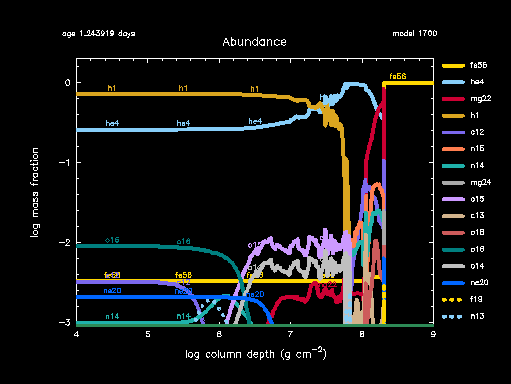 age 1.243919 days
model 1700
Abundance
fe56
h1 h1 h1
he4 he4 he4
o16 o16
fe56 fe56
ne20 ne20
n14 n14
0
−1
−2
−3
4 5 6 7 8 9
log mass fraction
log column depth (g cm−2)
fe56
he4
mg22
h1
c12
n15
n14
mg24
o15
c13
o18
o16
o14
ne20
f19
n13